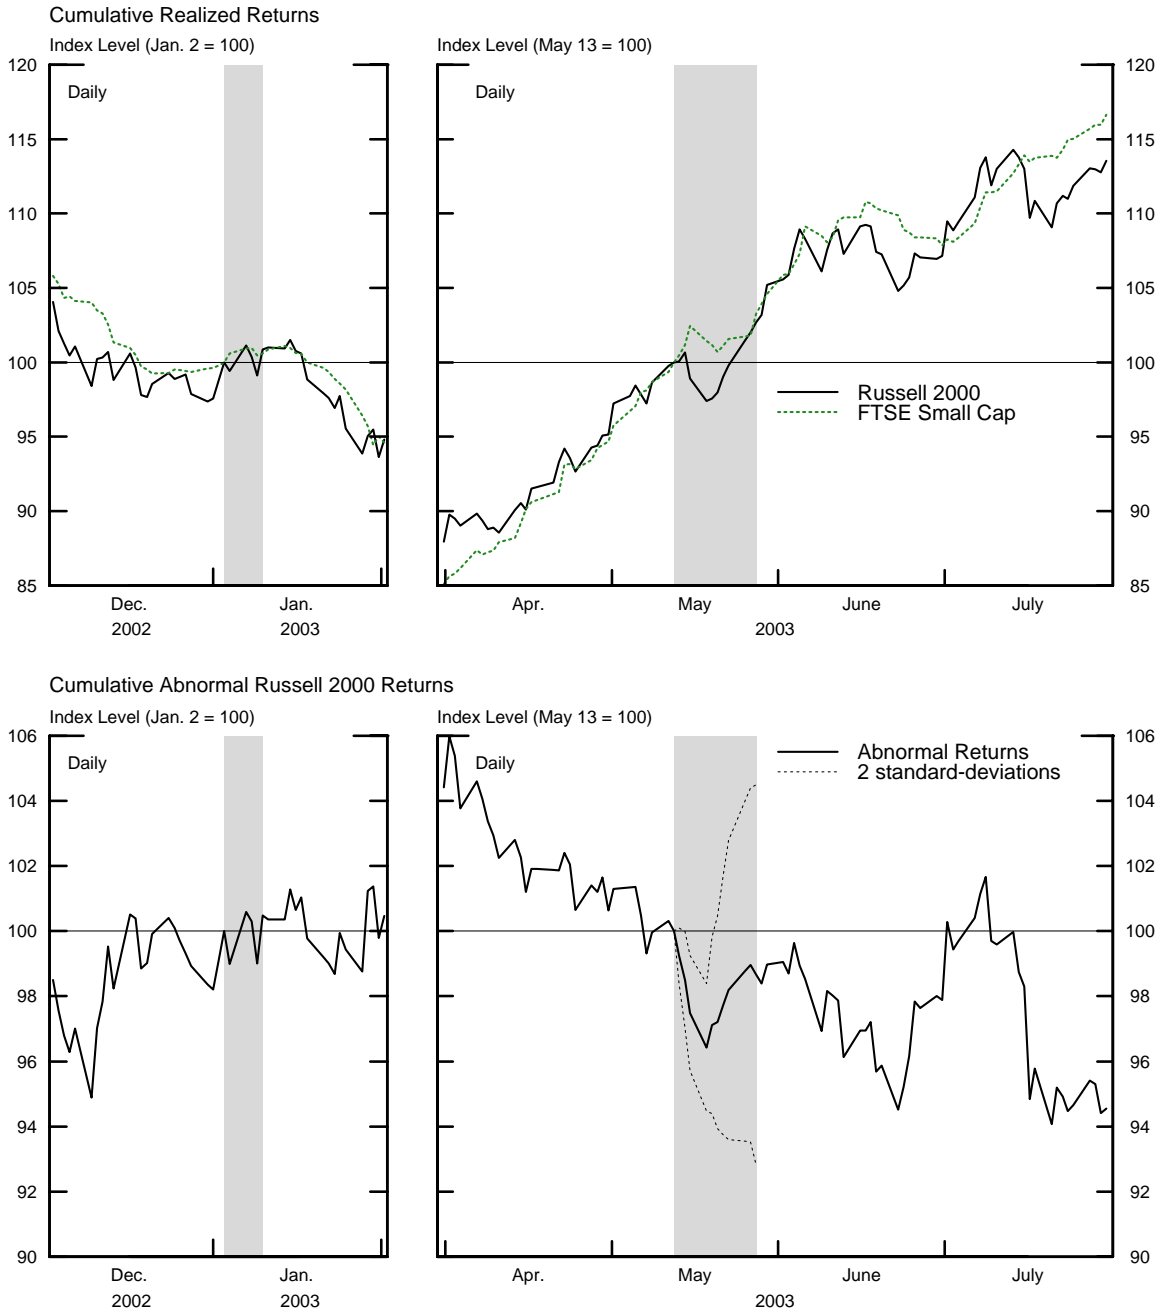 Cumulative Realized Returns
Index Level (Jan. 2 = 100)
Index Level (May 13 = 100)
120
115
110
105
100
95
90
85
Daily
Dec.
Jan.
2002
2003
Daily
Russell 2000
FTSE Small Cap
120
115
110
105
100
95
90
85
Apr.
May
June
July
2003
Cumulative Abnormal Russell 2000 Returns
Index Level (Jan. 2 = 100)
Index Level (May 13 = 100)
106
104
102
100
98
96
94
92
90
Daily
Dec.
Jan.
2002
2003
Daily
Abnormal Returns
2 standard-deviations
106
104
102
100
98
96
94
92
90
Apr.
May
June
July
2003